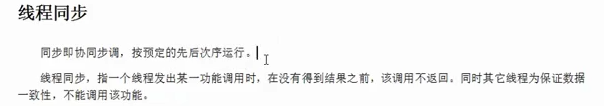 线程同步
同步即协同步调，按预定的先后次序运行。
线程同步，指一个线程发出某一功能调用时，在没有得到结果之前，该调用不返回。同时其它线程为保证数据
一致性，不能调用该功能。